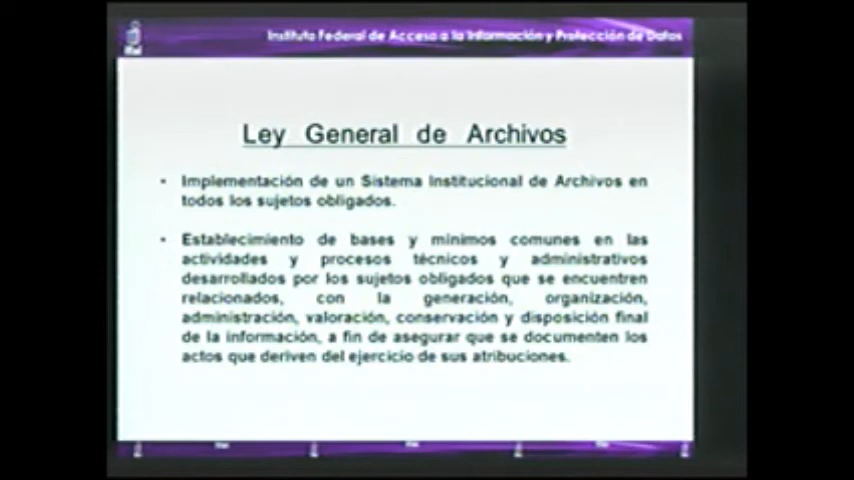 Instituto Federal de Acceso a la Información y Protección de Datos
ifai
Ley General de Archivos
• Implementación de un Sistema Institucional de Archivos en
todos los sujetos obligados.
• Establecimiento de bases y mínimos comunes en las
actividades y procesos técnicos y administrativos
desarrollados por los sujetos obligados que se encuentren
relacionados, con la generación, organización,
administración, valoración, conservación y disposición final
de la información, a fin de asegurar que se documenten los
actos que deriven del ejercicio de sus atribuciones.